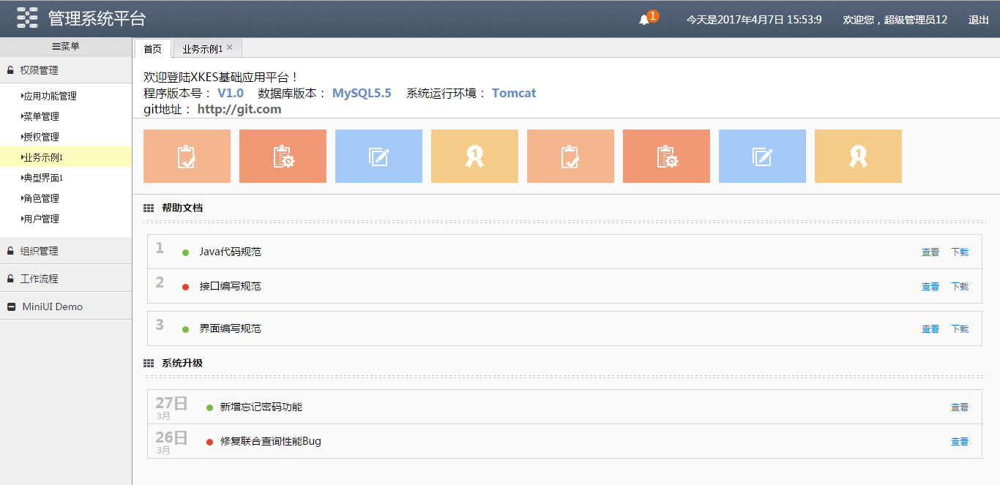 管理系统平台
1
今天是2017年4月7日 15:53:9 欢迎您，超级管理员12 退出
菜单
权限管理
应用功能管理
菜单管理
授权管理
业务示例1
典型界面1
角色管理
用户管理
组织管理
工作流程
MiniUI Demo
首页 业务示例1
欢迎登陆XKES基础应用平台！
程序版本号： V1.0 数据库版本： MySQL5.5 系统运行环境： Tomcat
git地址： http://git.com
1 1
帮助文档
1 Java代码规范 查看 下载
2 接口编写规范 查看 下载
3 界面编写规范 查看 下载
系统升级
27日 新增忘记密码功能 查看
3月
26日 修复联合查询性能Bug 查看
3月